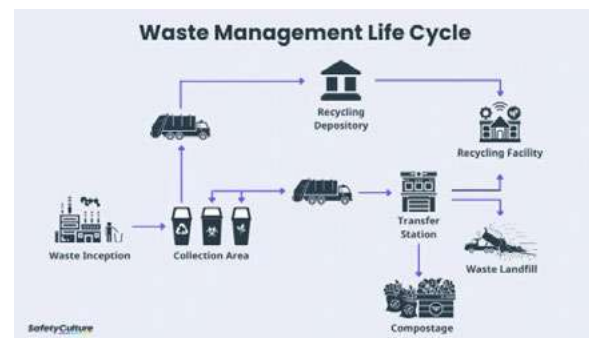 Waste Management Life Cycle
Recycling
Depository
Recycling Facility
Waste Inception
Collection Area
Transfer
Station
Waste Landfill
Compostage
SafetyCulture